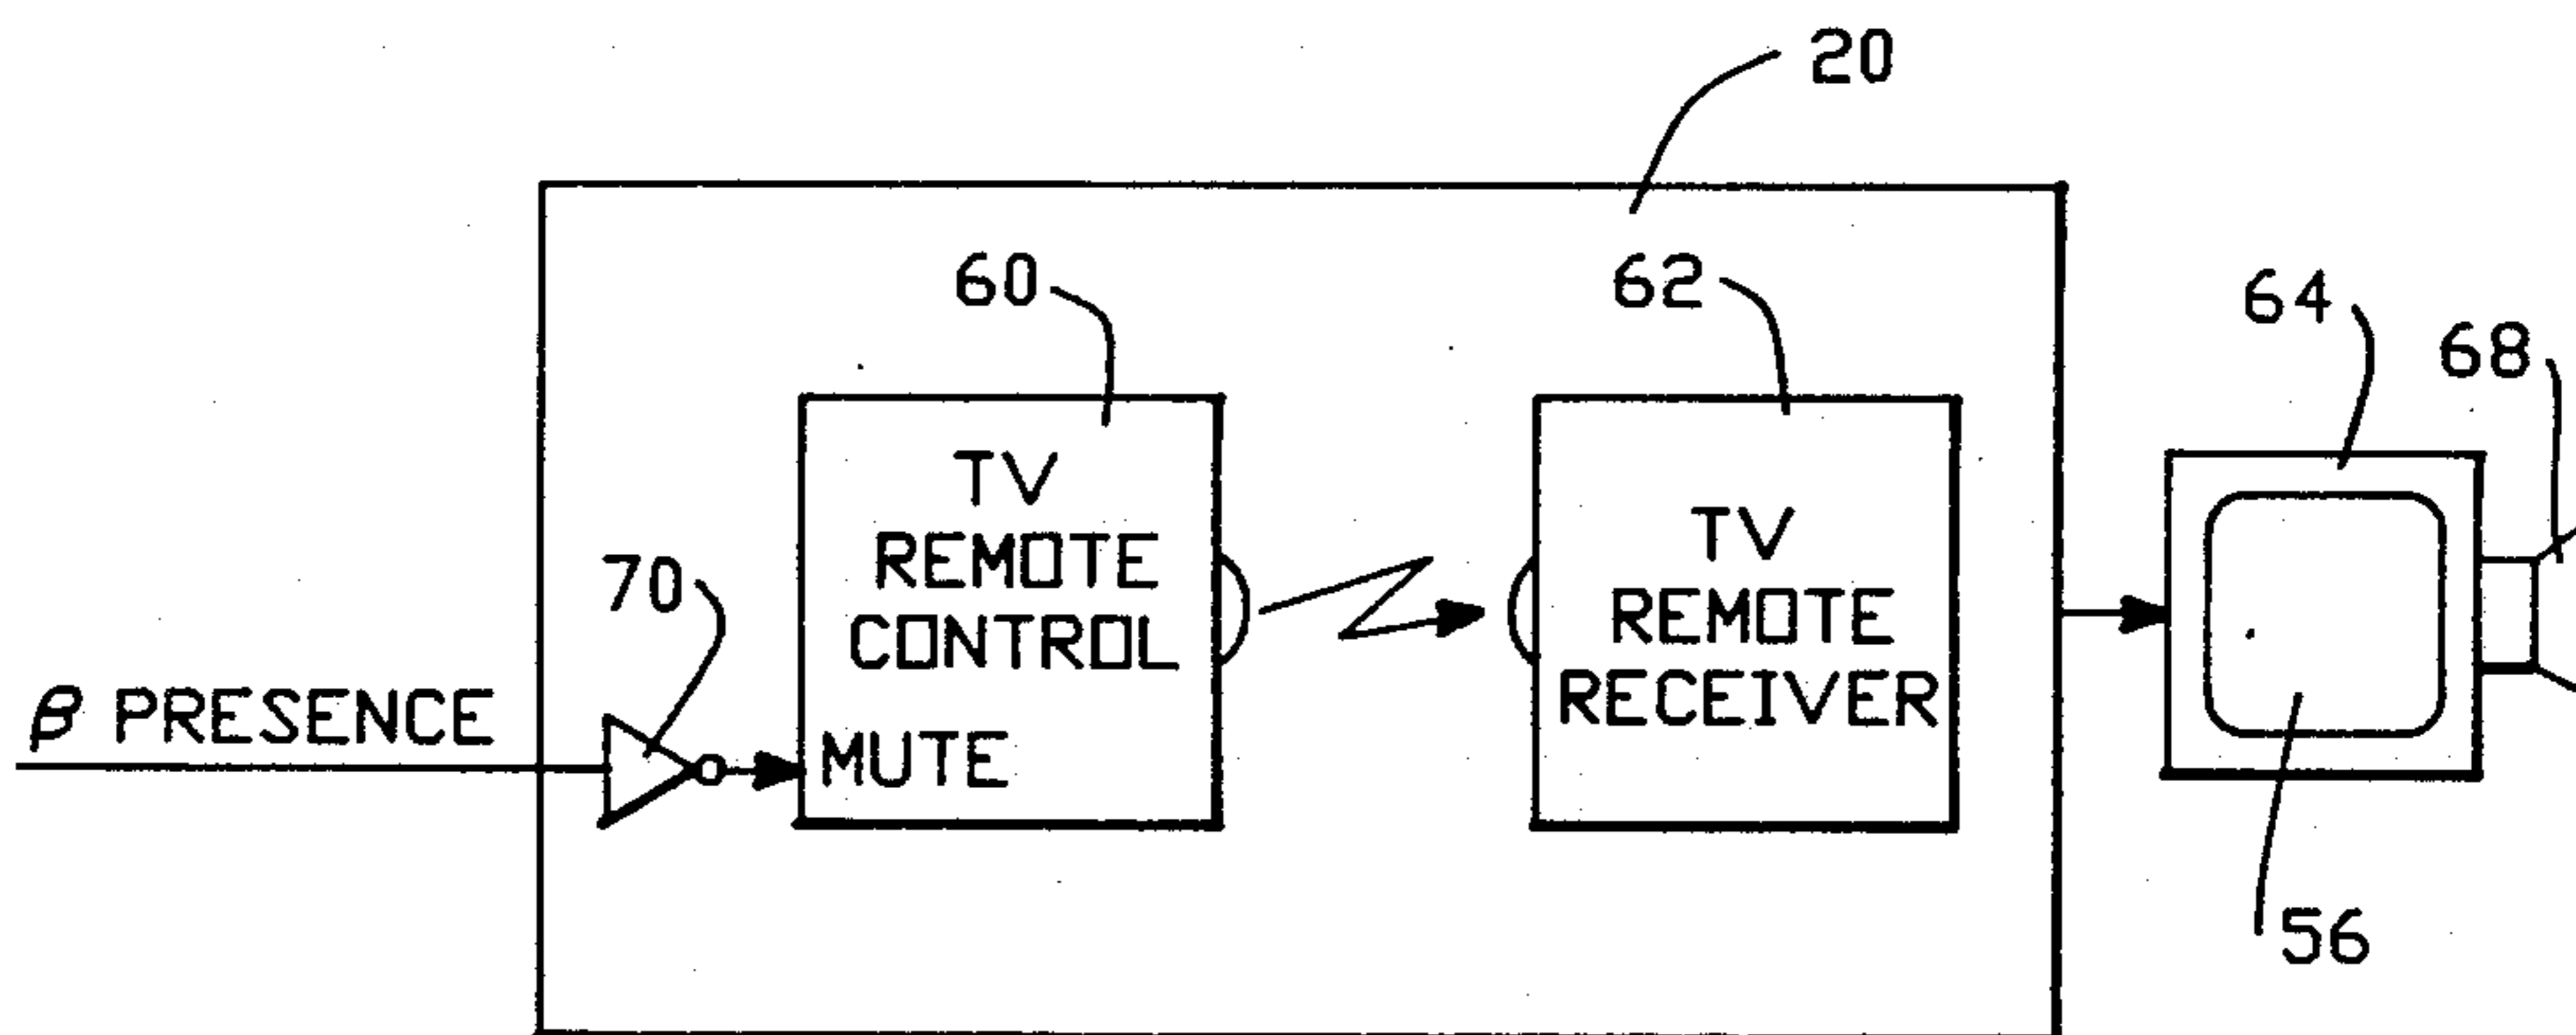 20
60
62
64
68
70
TV
REMOTE
CONTROL
MUTE
TV
REMOTE
RECEIVER
β PRESENCE
56